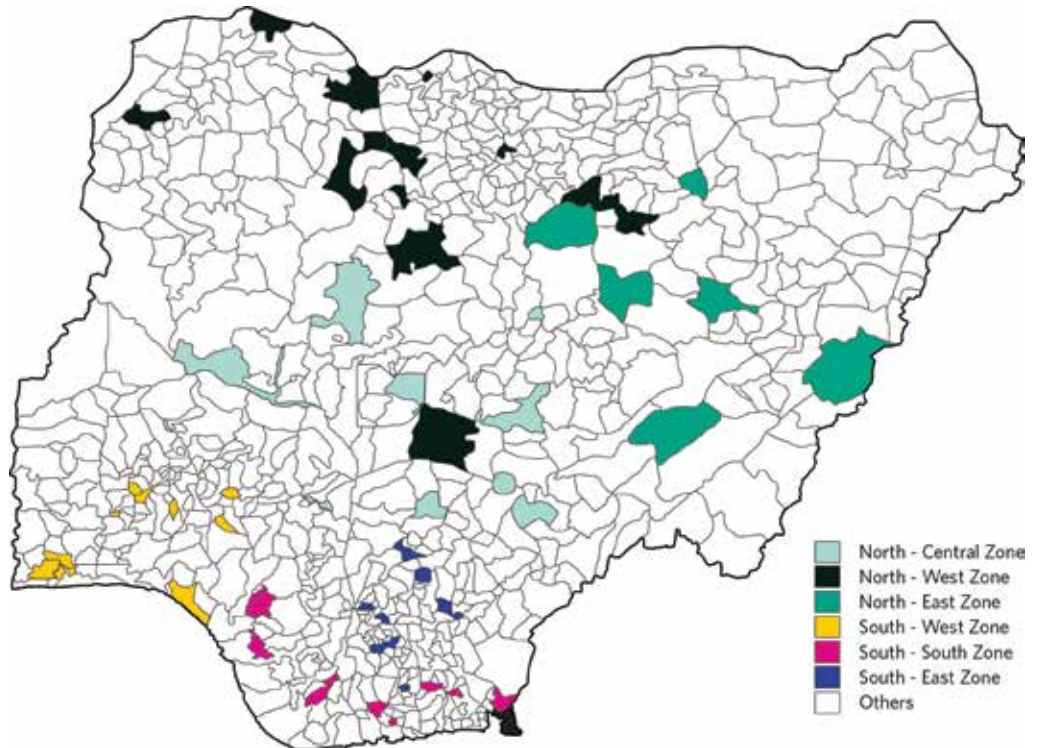 North - Central Zone
North - West Zone
North - East Zone
South - West Zone
South - South Zone
South - East Zone
Others